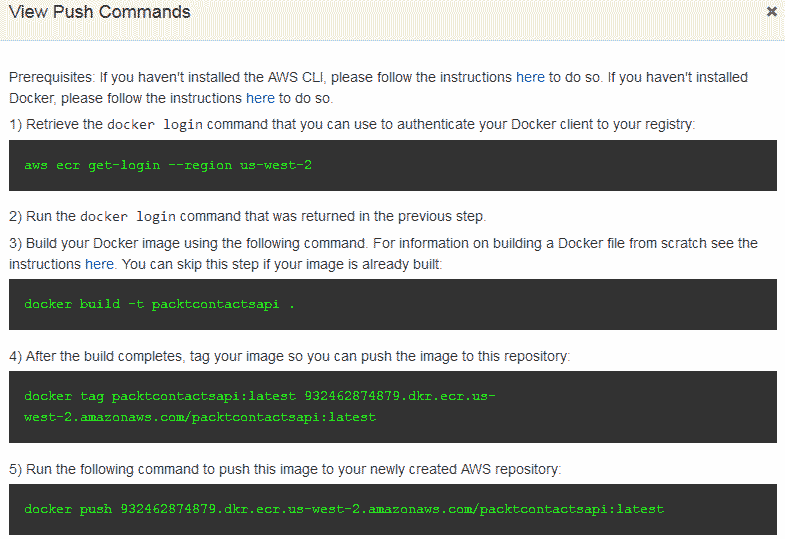 View Push Commands
×
Prerequisites: If you haven't installed the AWS CLI, please follow the instructions here to do so. If you haven't installed
Docker, please follow the instructions here to do so.
1) Retrieve the docker login command that you can use to authenticate your Docker client to your registry:
aws ecr get-login --region us-west-2
2) Run the docker login command that was returned in the previous step.
3) Build your Docker image using the following command. For information on building a Docker file from scratch see the
instructions here. You can skip this step if your image is already built:
docker build -t packtcontactsapi .
4) After the build completes, tag your image so you can push the image to this repository:
docker tag packtcontactsapi:latest 932462874879.dkr.ecr.us-
west-2.amazonaws.com/packtcontactsapi:latest
5) Run the following command to push this image to your newly created AWS repository:
docker push 932462874879.dkr.ecr.us-west-2.amazonaws.com/packtcontactsapi:latest